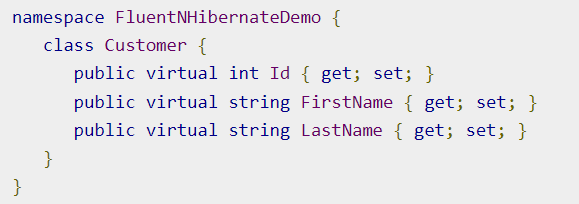 namespace FluentNHibernateDemo {
   class Customer {
      public virtual int Id { get; set; }
      public virtual string FirstName { get; set; }
      public virtual string LastName { get; set; }
   }
}